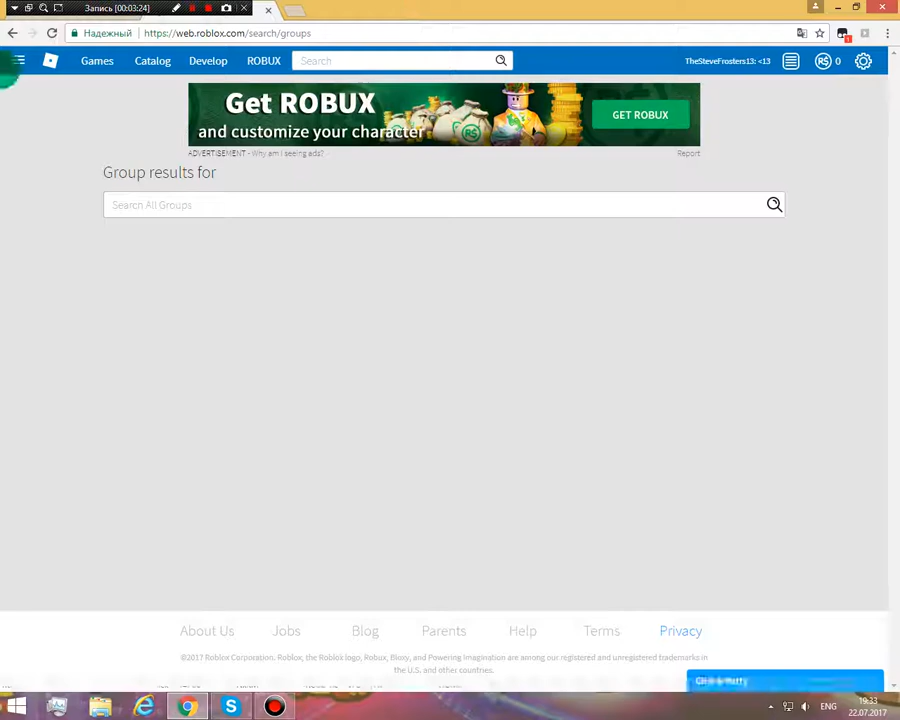 Запись [00:03:24]
Надежный https://web.roblox.com/search/groups
Games Catalog Develop ROBUX Search TheSteveFrosters13: <13 R$ 0
Get ROBUX
and customize your character
GET ROBUX
ADVERTISEMENT - Why am I seeing ads? Report
Group results for
Search All Groups
About Us Jobs Blog Parents Help Terms Privacy
©2017 Roblox Corporation. Roblox, the Roblox logo, Robux, Bloxy, and Powering Imagination are among our registered and unregistered trademarks in
the U.S. and other countries.
ENG
19:33
22.07.2017